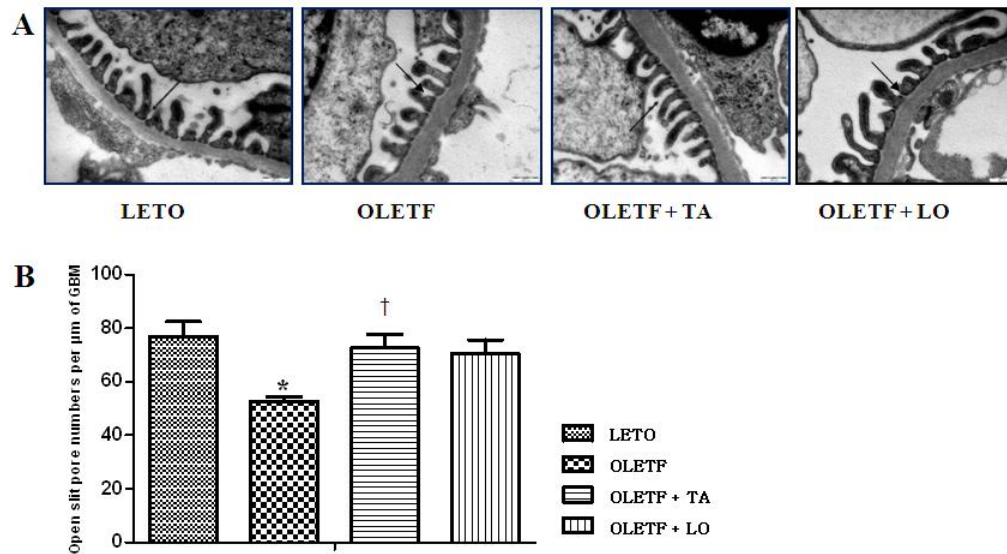 A
LETO
OLETF
OLETF + TA
OLETF + LO
B
Open slit pore numbers per µm of GBM
100
80
60
40
20
0
*
†
LETO
OLETF
OLETF + TA
OLETF + LO